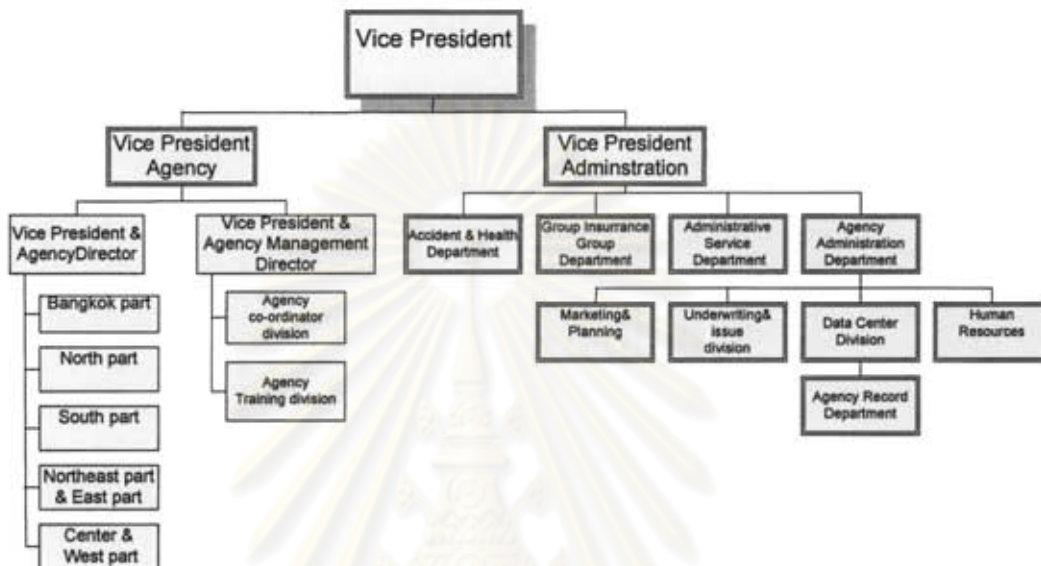 Vice President
Vice President
Agency
Vice President
Adminstration
Vice President &
AgencyDirector
Vice President &
Agency Management
Director
Accident & Health
Department
Group Insurrance
Group
Department
Administrative
Service
Department
Agency
Administration
Department
Bangkok part
North part
South part
Northeast part
& East part
Center &
West part
Agency
co-ordinator
division
Agency
Training division
Marketing&
Planning
Underwriting&
issue
division
Data Center
Division
Human
Resources
Agency Record
Department